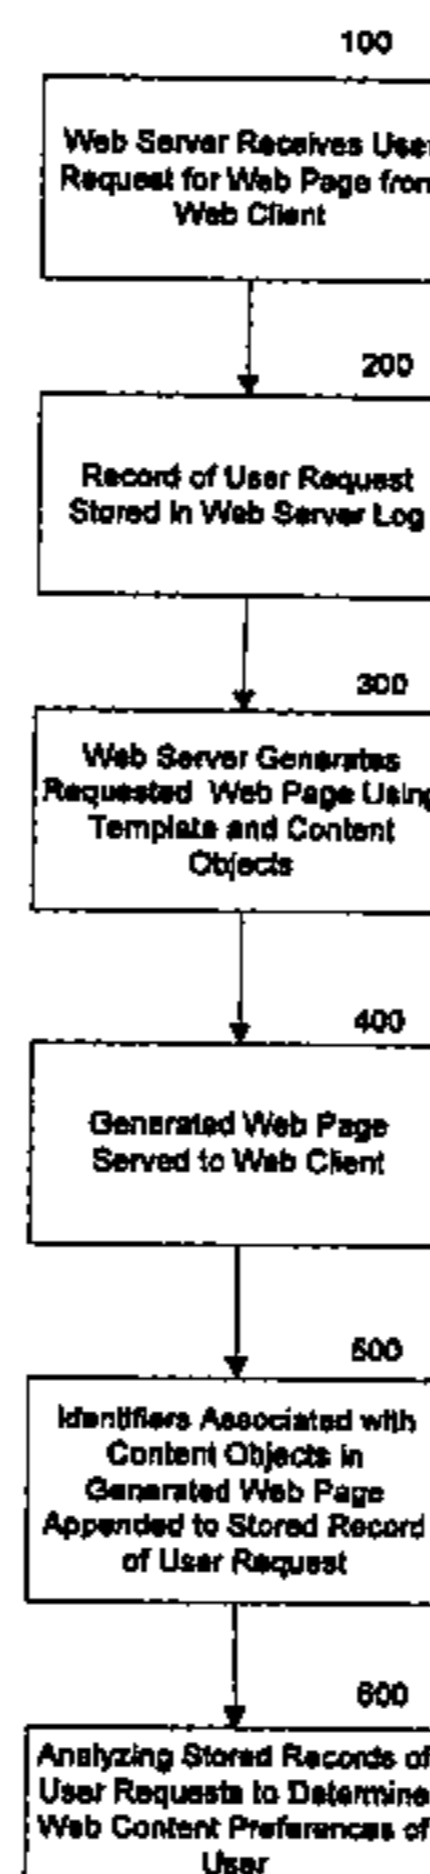 100
Web Server Receives User
Request for Web Page from
Web Client
200
Record of User Request
Stored in Web Server Log
300
Web Server Generates
Requested Web Page Using
Template and Content
Objects
400
Generated Web Page
Served to Web Client
500
Identifiers Associated with
Content Objects in
Generated Web Page
Appended to Stored Record
of User Request
600
Analyzing Stored Records of
User Requests to Determine
Web Content Preferences of
User